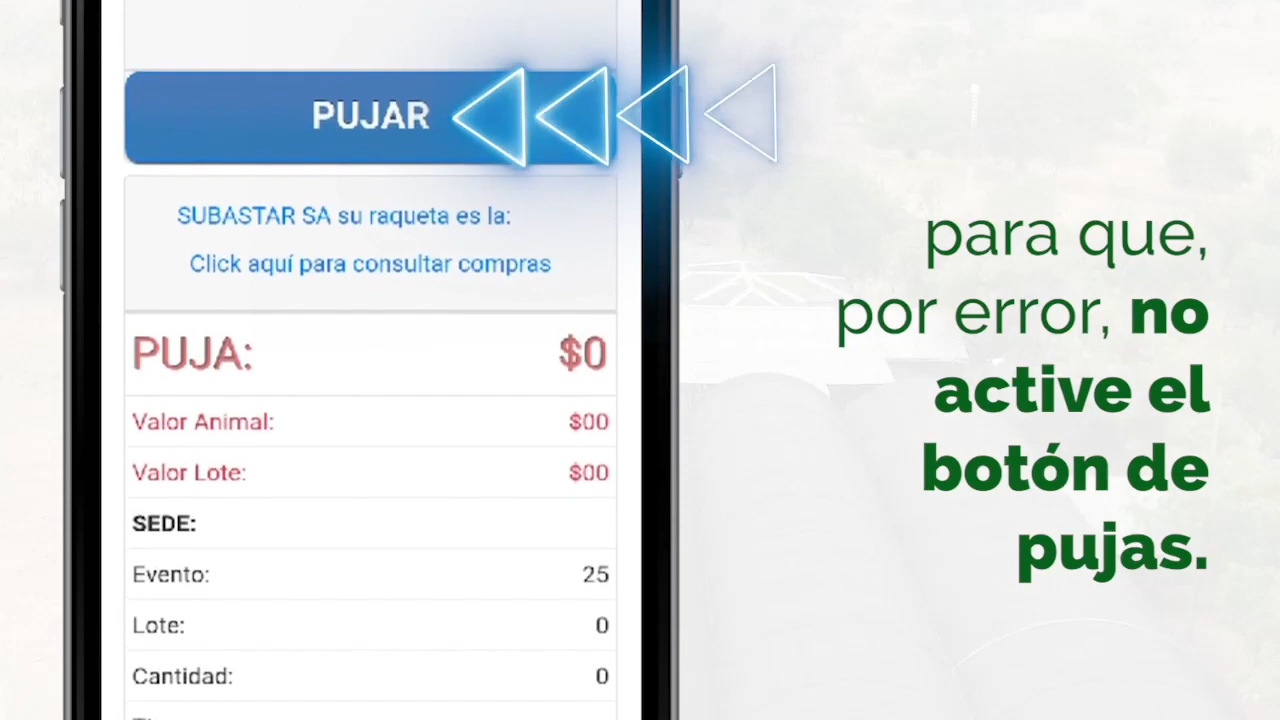 PUJAR
SUBASTAR SA su raqueta es la:
Click aquí para consultar compras
PUJA: $0
Valor Animal: $00
Valor Lote: $00
SEDE:
Evento: 25
Lote: 0
Cantidad: 0
para que,
por error, no
active el
botón de
pujas.